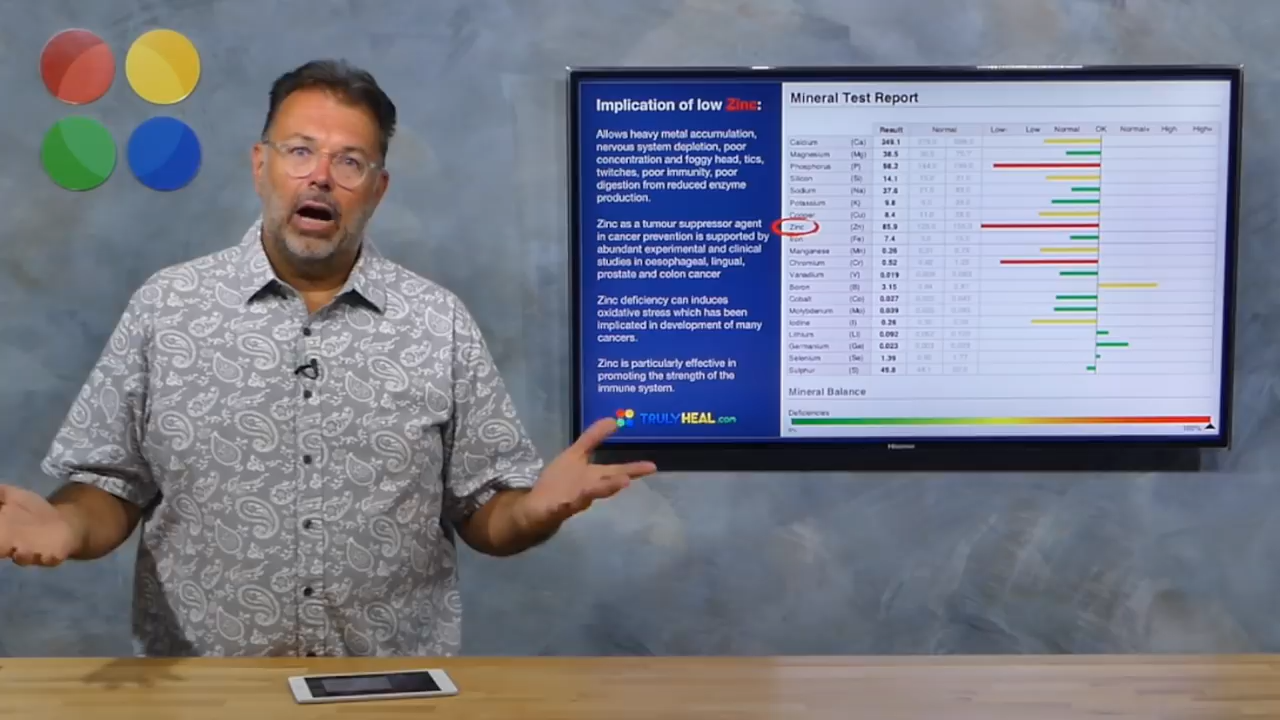 Implication of low Zinc:
Allows heavy metal accumulation,
nervous system depletion, poor
concentration and foggy head, tics,
twitches, poor immunity, poor
digestion from reduced enzyme
production.
Zinc as a tumour suppressor agent
in cancer prevention is supported by
abundant experimental and clinical
studies in oesophageal, lingual,
prostate and colon cancer
Zinc deficiency can induces
oxidative stress which has been
implicated in development of many
cancers.
Zinc is particularly effective in
promoting the strength of the
immune system.
TRULYHEAL.com
Mineral Test Report
Result Normal Low- Low Normal OK Normal+ High High+
Calcium (Ca) 349.1
Magnesium (Mg) 36.5
Phosphorus (P) 98.2
Silicon (Si) 14.1
Sodium (Na) 37.6
Potassium (K) 9.8
Copper (Cu) 8.4
Zinc (Zn) 85.9
Iron (Fe) 7.4
Manganese (Mn) 0.26
Chromium (Cr) 0.52
Vanadium (V) 0.019
Boron (B) 3.15
Cobalt (Co) 0.027
Molybdenum (Mo) 0.039
Iodine (I) 0.26
Lithium (Li) 0.092
Germanium (Ge) 0.023
Selenium (Se) 1.39
Sulphur (S) 45.8
Mineral Balance
Deficiencies
0% 100%
Hisense